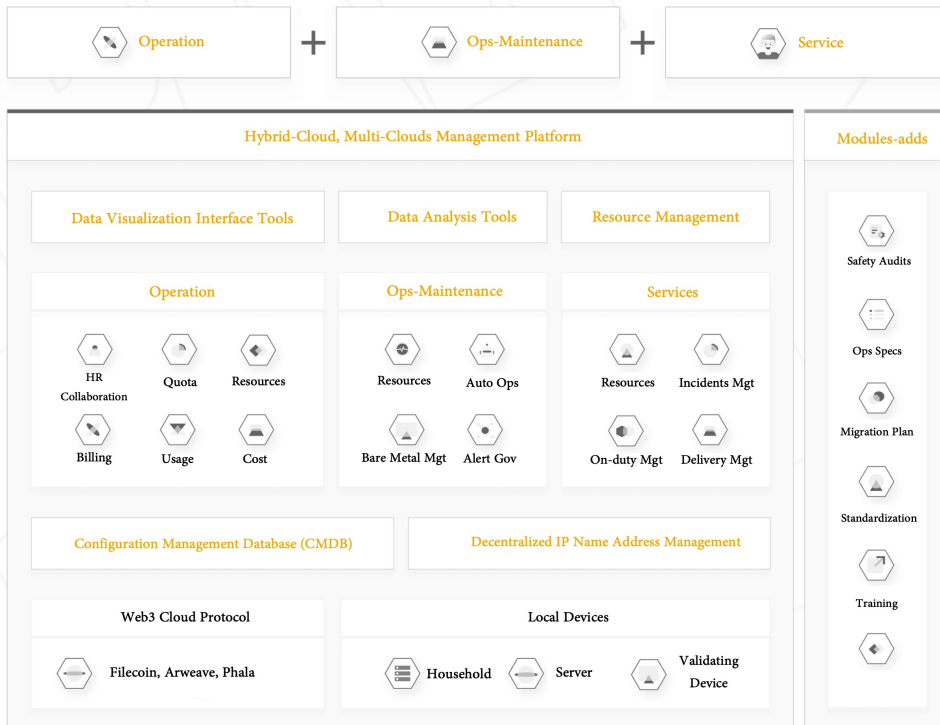 Operation
+
Ops-Maintenance
+
Service
Hybrid-Cloud, Multi-Clouds Management Platform
Modules-adds
Data Visualization Interface Tools
Data Analysis Tools
Resource Management
Operation
HR
Collaboration
Quota
Resources
Billing
Usage
Cost
Ops-Maintenance
Resources
Auto Ops
Bare Metal Mgt
Alert Gov
Services
Resources
Incidents Mgt
On-duty Mgt
Delivery Mgt
Configuration Management Database (CMDB)
Decentralized IP Name Address Management
Web3 Cloud Protocol
Filecoin, Arweave, Phala
Local Devices
Household
Server
Validating
Device
Safety Audits
Ops Specs
Migration Plan
Standardization
Training